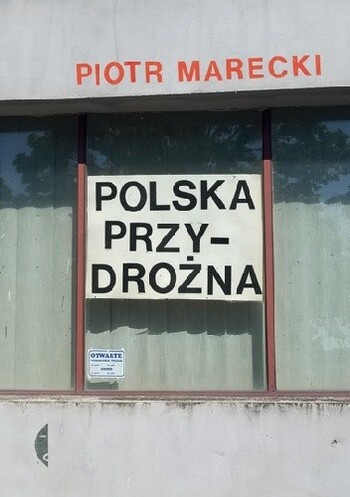 PIOTR MARECKI
POLSKA
PRZY-
DROŻNA
OTWARTE